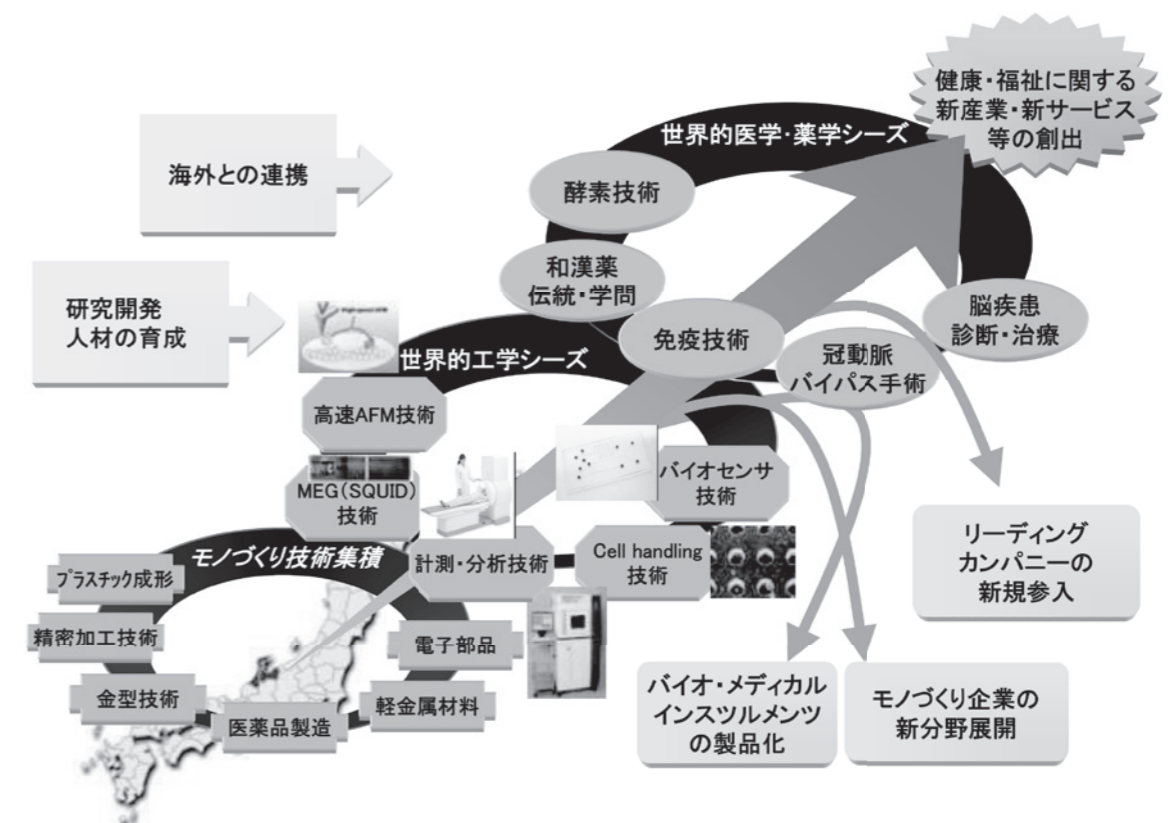 健康・福祉に関する
新産業・新サービス
等の創出
世界的医学・薬学シーズ
海外との連携
酵素技術
和漢薬
伝統・学問
研究開発
人材の育成
免疫技術
脳疾患
診断・治療
冠動脈
バイパス手術
世界的工学シーズ
高速AFM技術
MEG(SQUID)
技術
バイオセンサ
技術
計測・分析技術
Cell handling
技術
モノづくり技術集積
プラスチック成形
精密加工技術
金型技術
医薬品製造
軽金属材料
電子部品
リーディング
カンパニーの
新規参入
バイオ・メディカル
インスツルメンツ
の製品化
モノづくり企業の
新分野展開